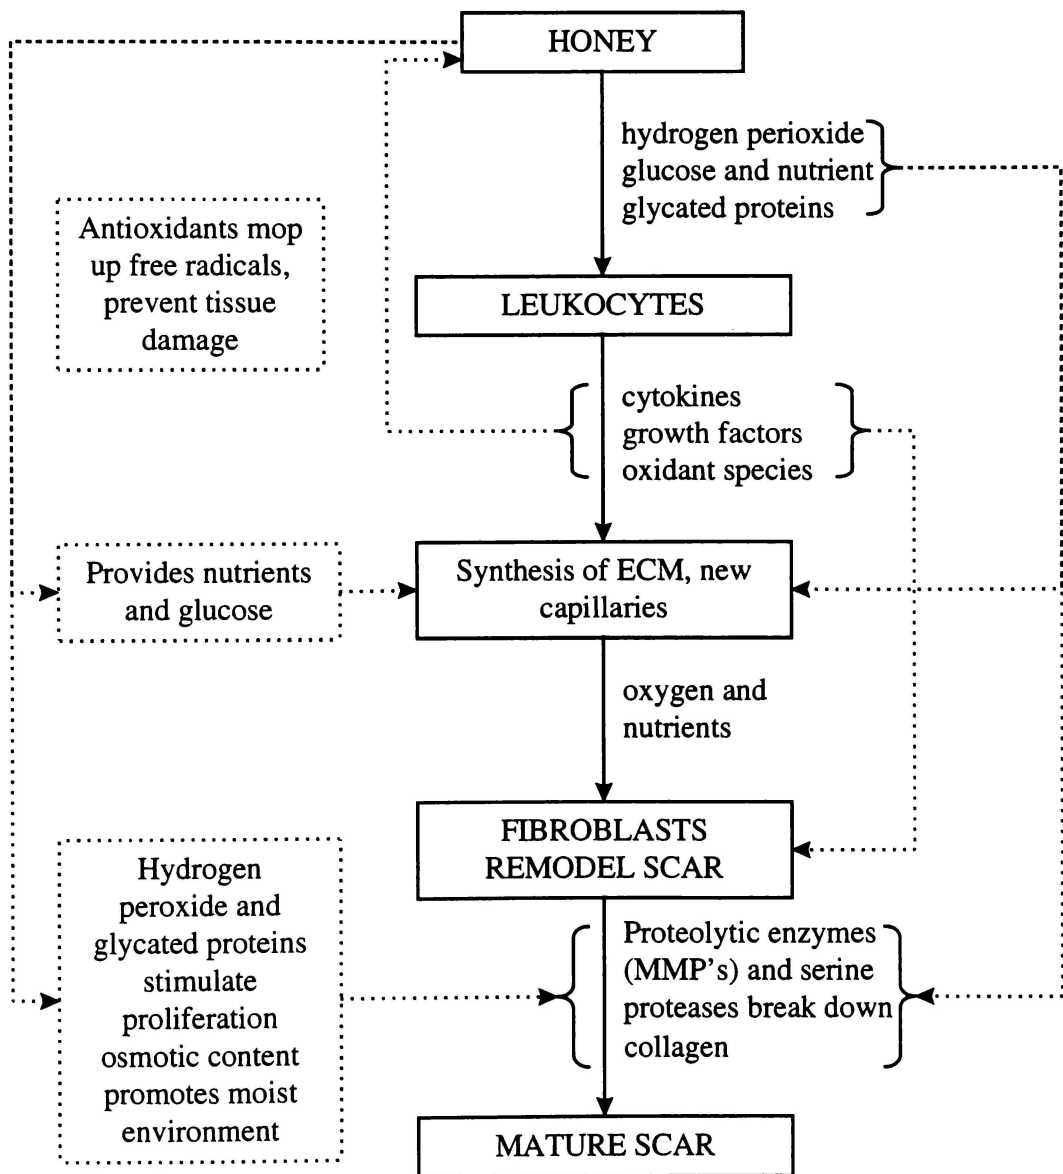 HONEY
hydrogen perioxide
glucose and nutrient
glycated proteins
Antioxidants mop
up free radicals,
prevent tissue
damage
LEUKOCYTES
cytokines
growth factors
oxidant species
Provides nutrients
and glucose
Synthesis of ECM, new
capillaries
oxygen and
nutrients
FIBROBLASTS
REMODEL SCAR
Hydrogen
peroxide and
glycated proteins
stimulate
proliferation
osmotic content
promotes moist
environment
Proteolytic enzymes
(MMP's) and serine
proteases break down
collagen
MATURE SCAR